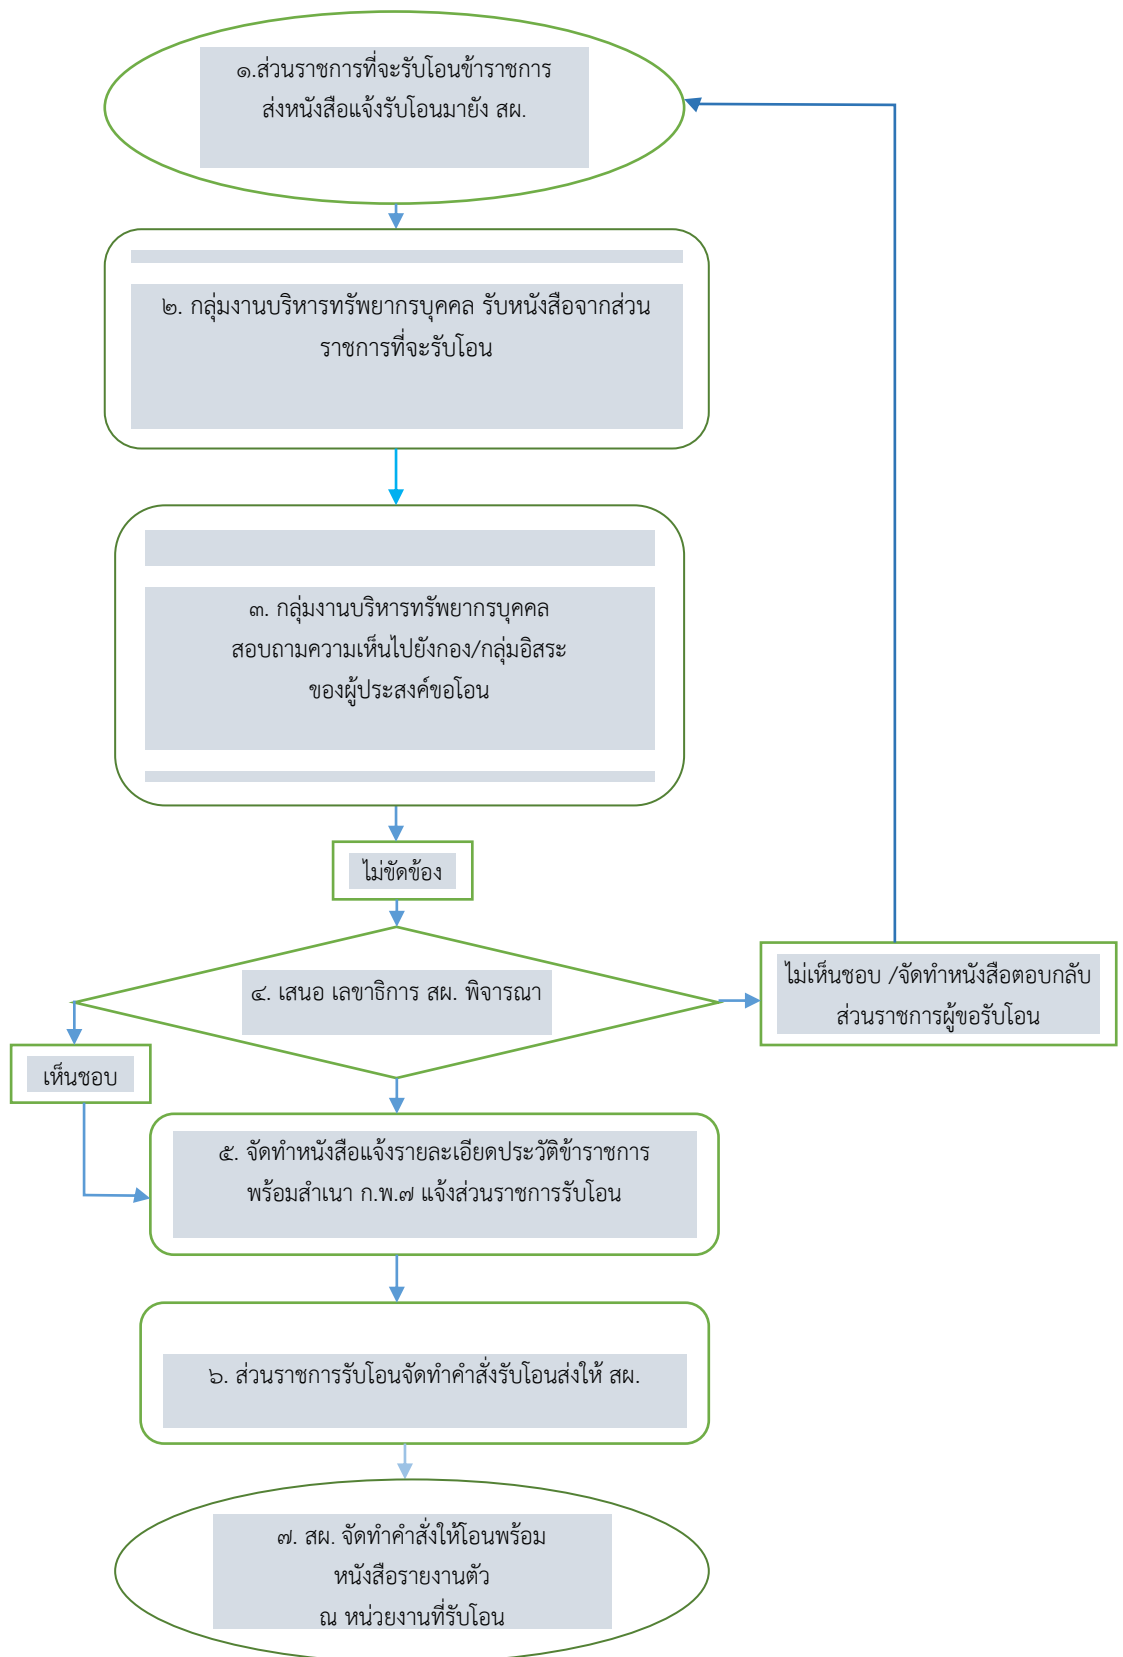 ๑.ส่วนราชการที่จะรับโอนข้าราชการ
ส่งหนังสือแจ้งรับโอนมายัง สผ.
๒. กลุ่มงานบริหารทรัพยากรบุคคล รับหนังสือจากส่วน
ราชการที่จะรับโอน
๓. กลุ่มงานบริหารทรัพยากรบุคคล
สอบถามความเห็นไปยังกอง/กลุ่มอิสระ
ของผู้ประสงค์ขอโอน
ไม่ขัดข้อง
๔. เสนอ เลขาธิการ สผ. พิจารณา
ไม่เห็นชอบ /จัดทำหนังสือตอบกลับ
ส่วนราชการผู้ขอรับโอน
เห็นชอบ
๕. จัดทำหนังสือแจ้งรายละเอียดประวัติข้าราชการ
พร้อมสำเนา ก.พ.๗ แจ้งส่วนราชการรับโอน
๖. ส่วนราชการรับโอนจัดทำคำสั่งรับโอนส่งให้ สผ.
๗. สผ. จัดทำคำสั่งให้โอนพร้อม
หนังสือรายงานตัว
ณ หน่วยงานที่รับโอน